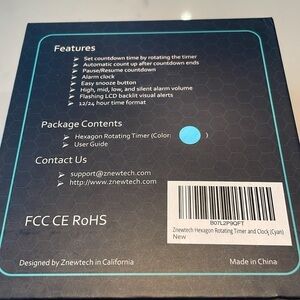 Features
Set countdown time by rotating the timer
Automatic count up after countdown ends
Pause/Resume countdown
Alarm clock
Easy snooze button
High, mid, low, and silent alarm volume
Flashing LCD backlit visual alerts
12/24 hour time format
Package Contents
Hexagon Rotating Timer (Color: )
User Guide
Contact Us
support@znewtech.com
http://www.znewtech.com
B07L2P9QFT
Znewtech Hexagon Rotating Timer and Clock (Cyan)
New
FCC CE RoHS
Designed by Znewtech in California
Made in China